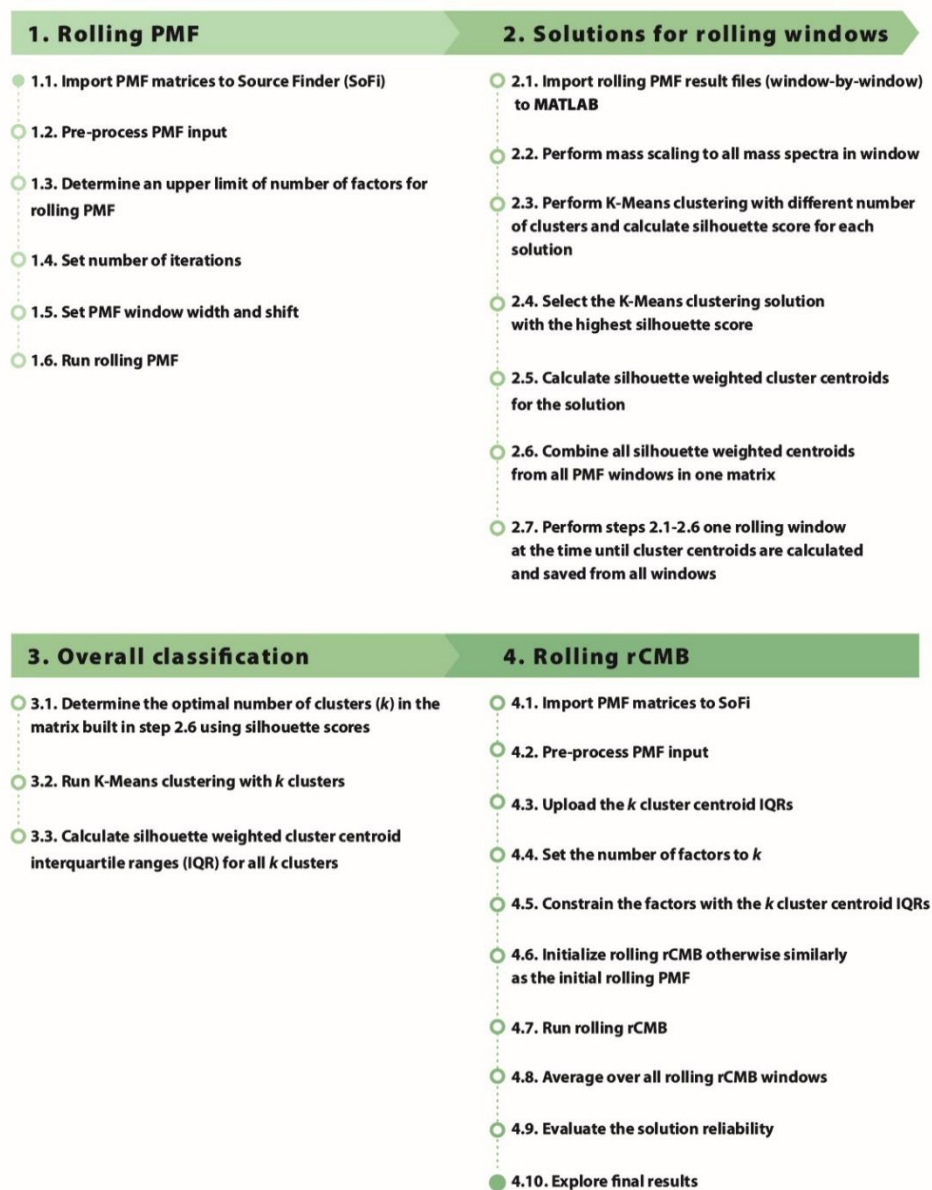 1. Rolling PMF
1.1. Import PMF matrices to Source Finder (SoFi)
1.2. Pre-process PMF input
1.3. Determine an upper limit of number of factors for
rolling PMF
1.4. Set number of iterations
1.5. Set PMF window width and shift
1.6. Run rolling PMF
2. Solutions for rolling windows
2.1. Import rolling PMF result files (window-by-window)
to MATLAB
2.2. Perform mass scaling to all mass spectra in window
2.3. Perform K-Means clustering with different number
of clusters and calculate silhouette score for each
solution
2.4. Select the K-Means clustering solution
with the highest silhouette score
2.5. Calculate silhouette weighted cluster centroids
for the solution
2.6. Combine all silhouette weighted centroids
from all PMF windows in one matrix
2.7. Perform steps 2.1-2.6 one rolling window
at the time until cluster centroids are calculated
and saved from all windows
3. Overall classification
3.1. Determine the optimal number of clusters (k) in the
matrix built in step 2.6 using silhouette scores
3.2. Run K-Means clustering with k clusters
3.3. Calculate silhouette weighted cluster centroid
interquartile ranges (IQR) for all k clusters
4. Rolling rCMB
4.1. Import PMF matrices to SoFi
4.2. Pre-process PMF input
4.3. Upload the k cluster centroid IQRs
4.4. Set the number of factors to k
4.5. Constrain the factors with the k cluster centroid IQRs
4.6. Initialize rolling rCMB otherwise similarly
as the initial rolling PMF
4.7. Run rolling rCMB
4.8. Average over all rolling rCMB windows
4.9. Evaluate the solution reliability
4.10. Explore final results